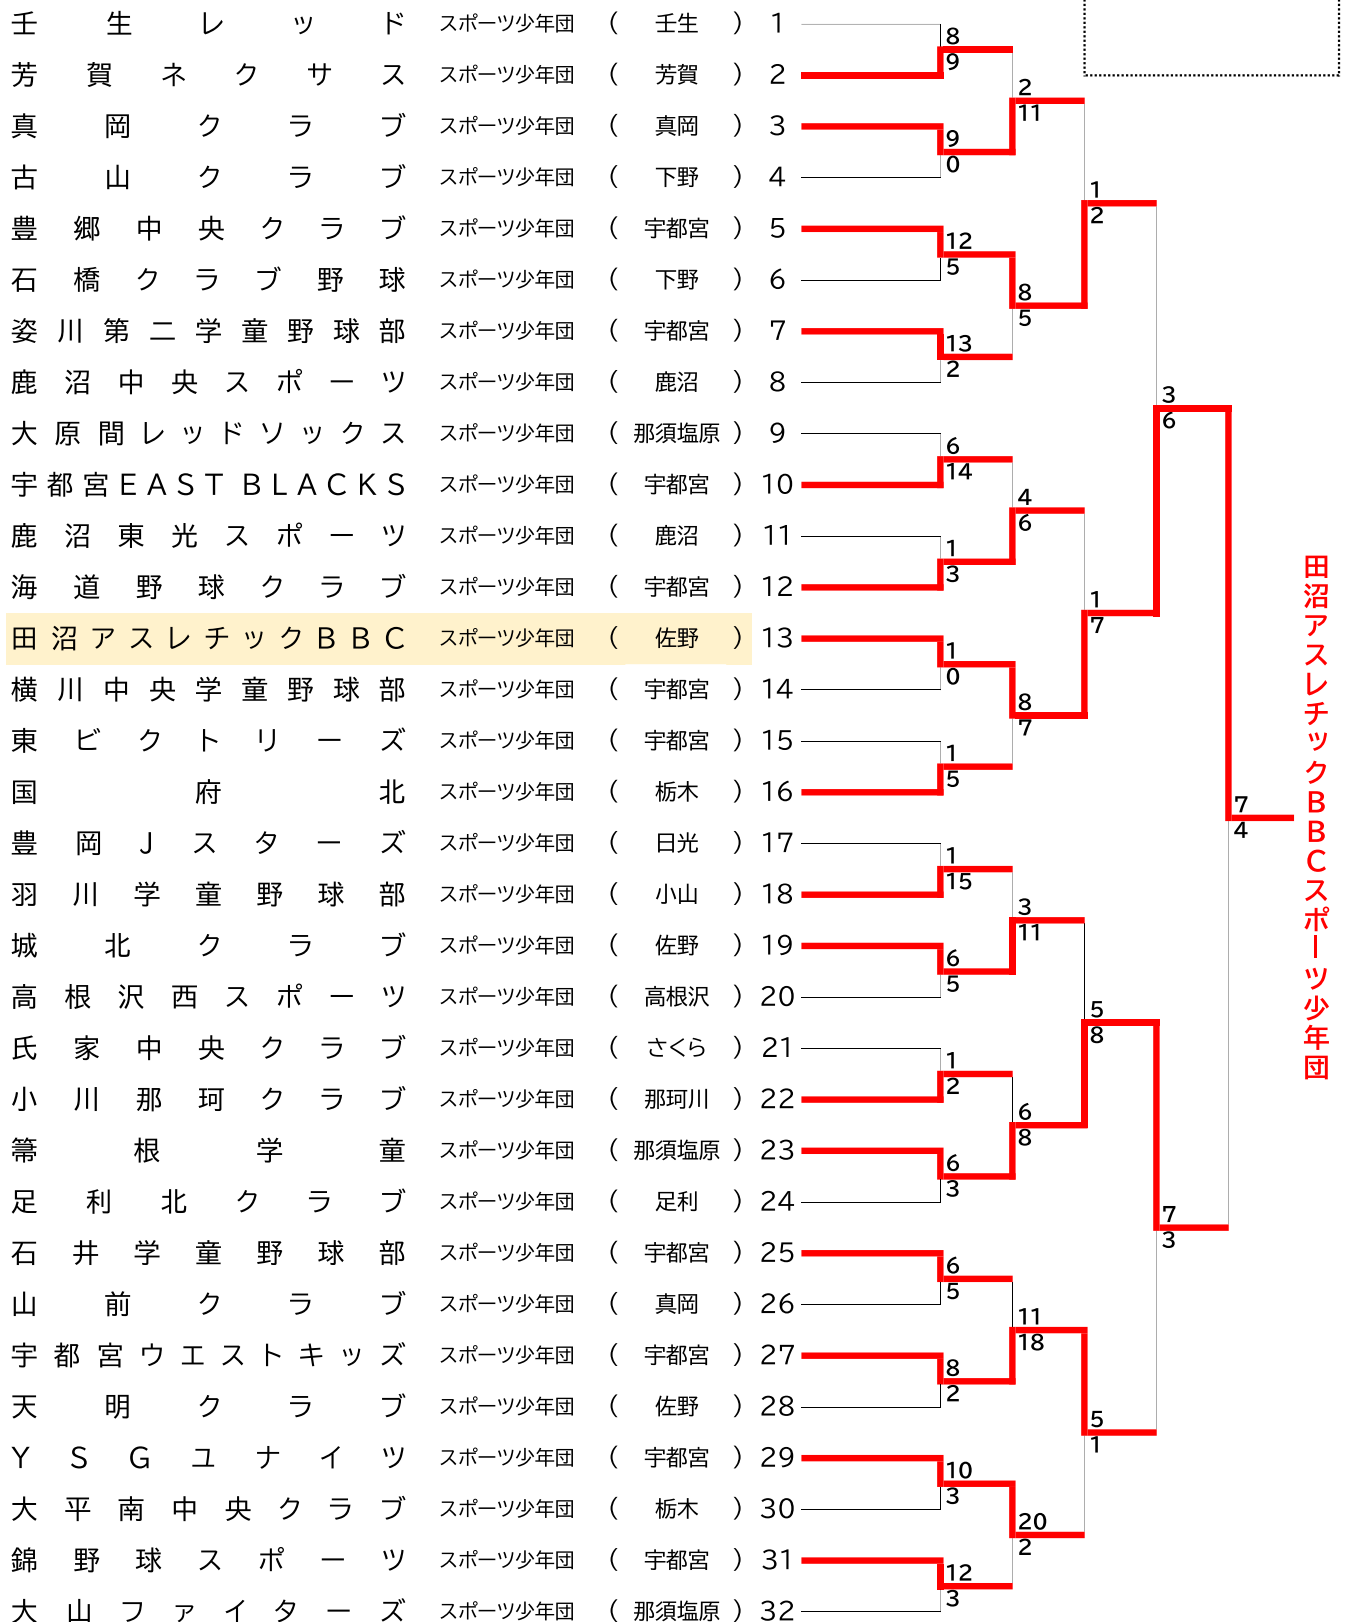 壬生レッド スポーツ少年団 ( 壬生 ) 1
8
芳賀ネクサス スポーツ少年団 ( 芳賀 ) 2
9
2
真岡クラブ スポーツ少年団 ( 真岡 ) 3
11
9
古山クラブ スポーツ少年団 ( 下野 ) 4
0
1
豊郷中央クラブ スポーツ少年団 ( 宇都宮 ) 5
2
12
石橋クラブ野球 スポーツ少年団 ( 下野 ) 6
5
8
姿川第二学童野球部 スポーツ少年団 ( 宇都宮 ) 7
5
13
鹿沼中央スポーツ スポーツ少年団 ( 鹿沼 ) 8
2
3
大原間レッドソックス スポーツ少年団 ( 那須塩原 ) 9
6
6
宇都宮EAST BLACKS スポーツ少年団 ( 宇都宮 ) 10
14
4
鹿沼東光スポーツ スポーツ少年団 ( 鹿沼 ) 11
6
1
海道野球クラブ スポーツ少年団 ( 宇都宮 ) 12
3
1
田沼アスレチックBBC スポーツ少年団 ( 佐野 ) 13
7
1
横川中央学童野球部 スポーツ少年団 ( 宇都宮 ) 14
0
8
東ビクトリーズ スポーツ少年団 ( 宇都宮 ) 15
7
1
国府北 スポーツ少年団 ( 栃木 ) 16
5
7
豊岡Jスターズ スポーツ少年団 ( 日光 ) 17
4
1
羽川学童野球部 スポーツ少年団 ( 小山 ) 18
15
3
城北クラブ スポーツ少年団 ( 佐野 ) 19
11
6
高根沢西スポーツ スポーツ少年団 ( 高根沢 ) 20
5
5
氏家中央クラブ スポーツ少年団 ( さくら ) 21
8
1
小川那珂クラブ スポーツ少年団 ( 那珂川 ) 22
2
6
箒根学童 スポーツ少年団 ( 那須塩原 ) 23
8
6
足利北クラブ スポーツ少年団 ( 足利 ) 24
3
7
石井学童野球部 スポーツ少年団 ( 宇都宮 ) 25
3
6
山前クラブ スポーツ少年団 ( 真岡 ) 26
5
11
宇都宮ウエストキッズ スポーツ少年団 ( 宇都宮 ) 27
18
8
天明クラブ スポーツ少年団 ( 佐野 ) 28
2
5
YSGユナイツ スポーツ少年団 ( 宇都宮 ) 29
1
10
大平南中央クラブ スポーツ少年団 ( 栃木 ) 30
3
20
錦野球スポーツ スポーツ少年団 ( 宇都宮 ) 31
2
12
大山ファイターズ スポーツ少年団 ( 那須塩原 ) 32
3
田沼アスレチックBBCスポーツ少年団